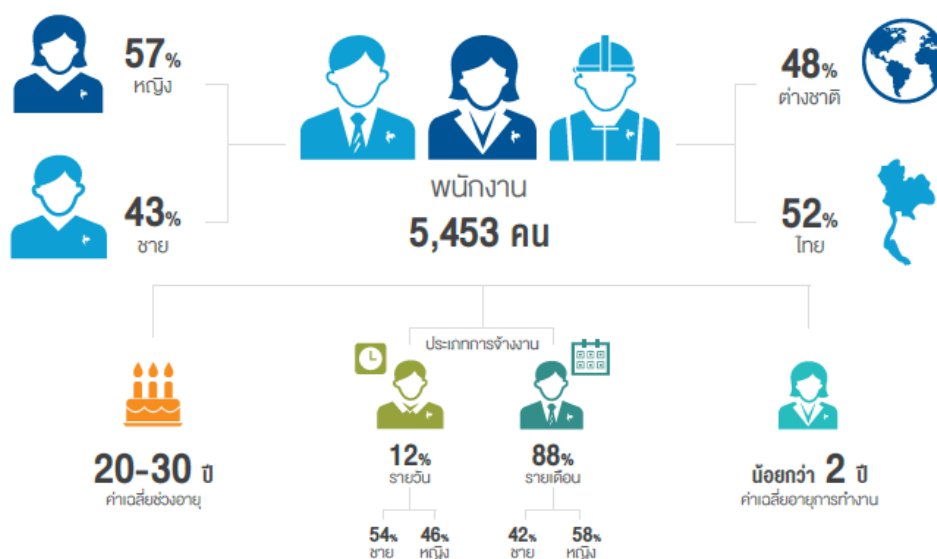 57%
หญิง
43%
ชาย
พนักงาน
5,453 คน
48%
ต่างชาติ
52%
ไทย
20-30 ปี
ค่าเฉลี่ยช่วงอายุ
ประเภทการจ้างงาน
12%
รายวัน
54%
ชาย
46%
หญิง
88%
รายเดือน
42%
ชาย
58%
หญิง
น้อยกว่า 2 ปี
ค่าเฉลี่ยอายุการทำงาน